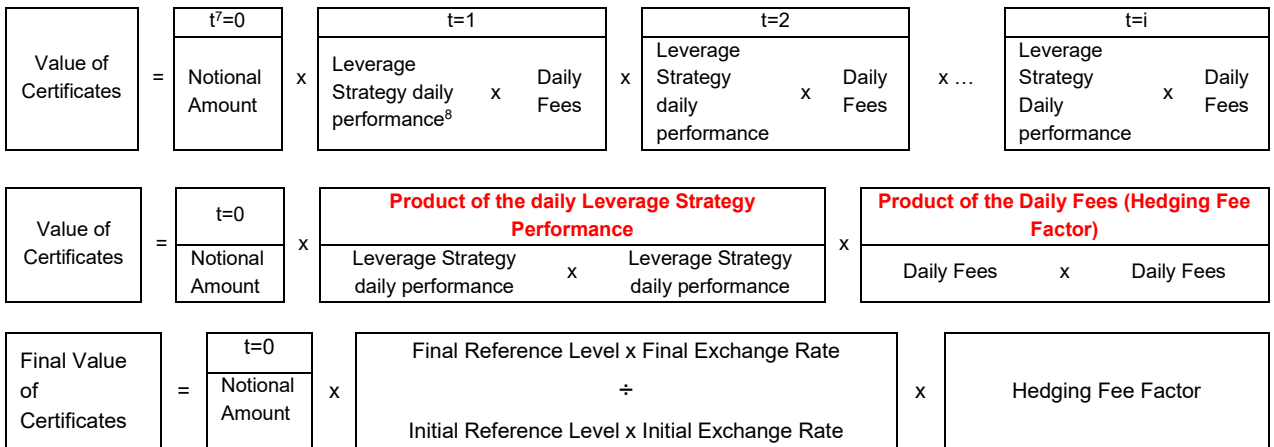 Value of Certificates = t⁷=0 Notional Amount x t=1 Leverage Strategy daily performance⁸ x Daily Fees x t=2 Leverage Strategy daily performance x Daily Fees x … t=i Leverage Strategy Daily performance x Daily Fees
Value of Certificates = t=0 Notional Amount x Product of the daily Leverage Strategy Performance Leverage Strategy daily performance x Leverage Strategy daily performance x Product of the Daily Fees (Hedging Fee Factor) Daily Fees x Daily Fees
Final Value of Certificates = t=0 Notional Amount x Final Reference Level x Final Exchange Rate ÷ Initial Reference Level x Initial Exchange Rate x Hedging Fee Factor